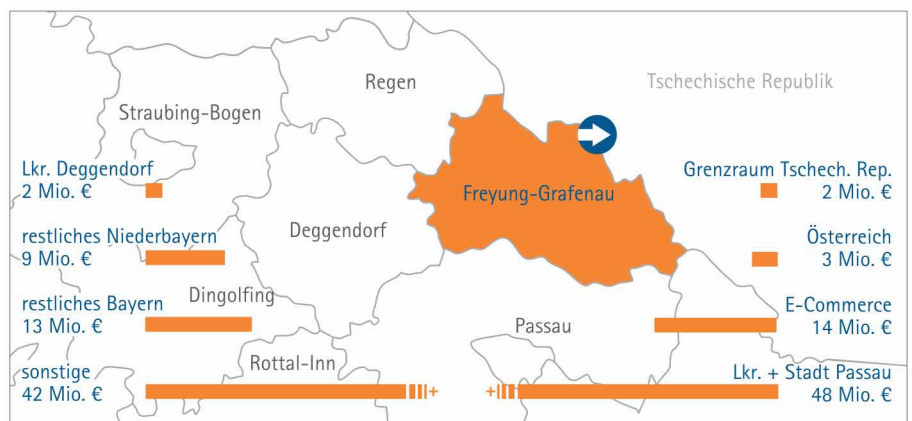 Regen
Tschechische Republik
Straubing-Bogen
Lkr. Deggendorf
2 Mio. €
Grenzraum Tschech. Rep.
2 Mio. €
Freyung-Grafenau
restliches Niederbayern
9 Mio. €
Deggendorf
Österreich
3 Mio. €
Dingolfing
restliches Bayern
13 Mio. €
Passau
E-Commerce
14 Mio. €
Rottal-Inn
sonstige
42 Mio. €
+
+
Lkr. + Stadt Passau
48 Mio. €